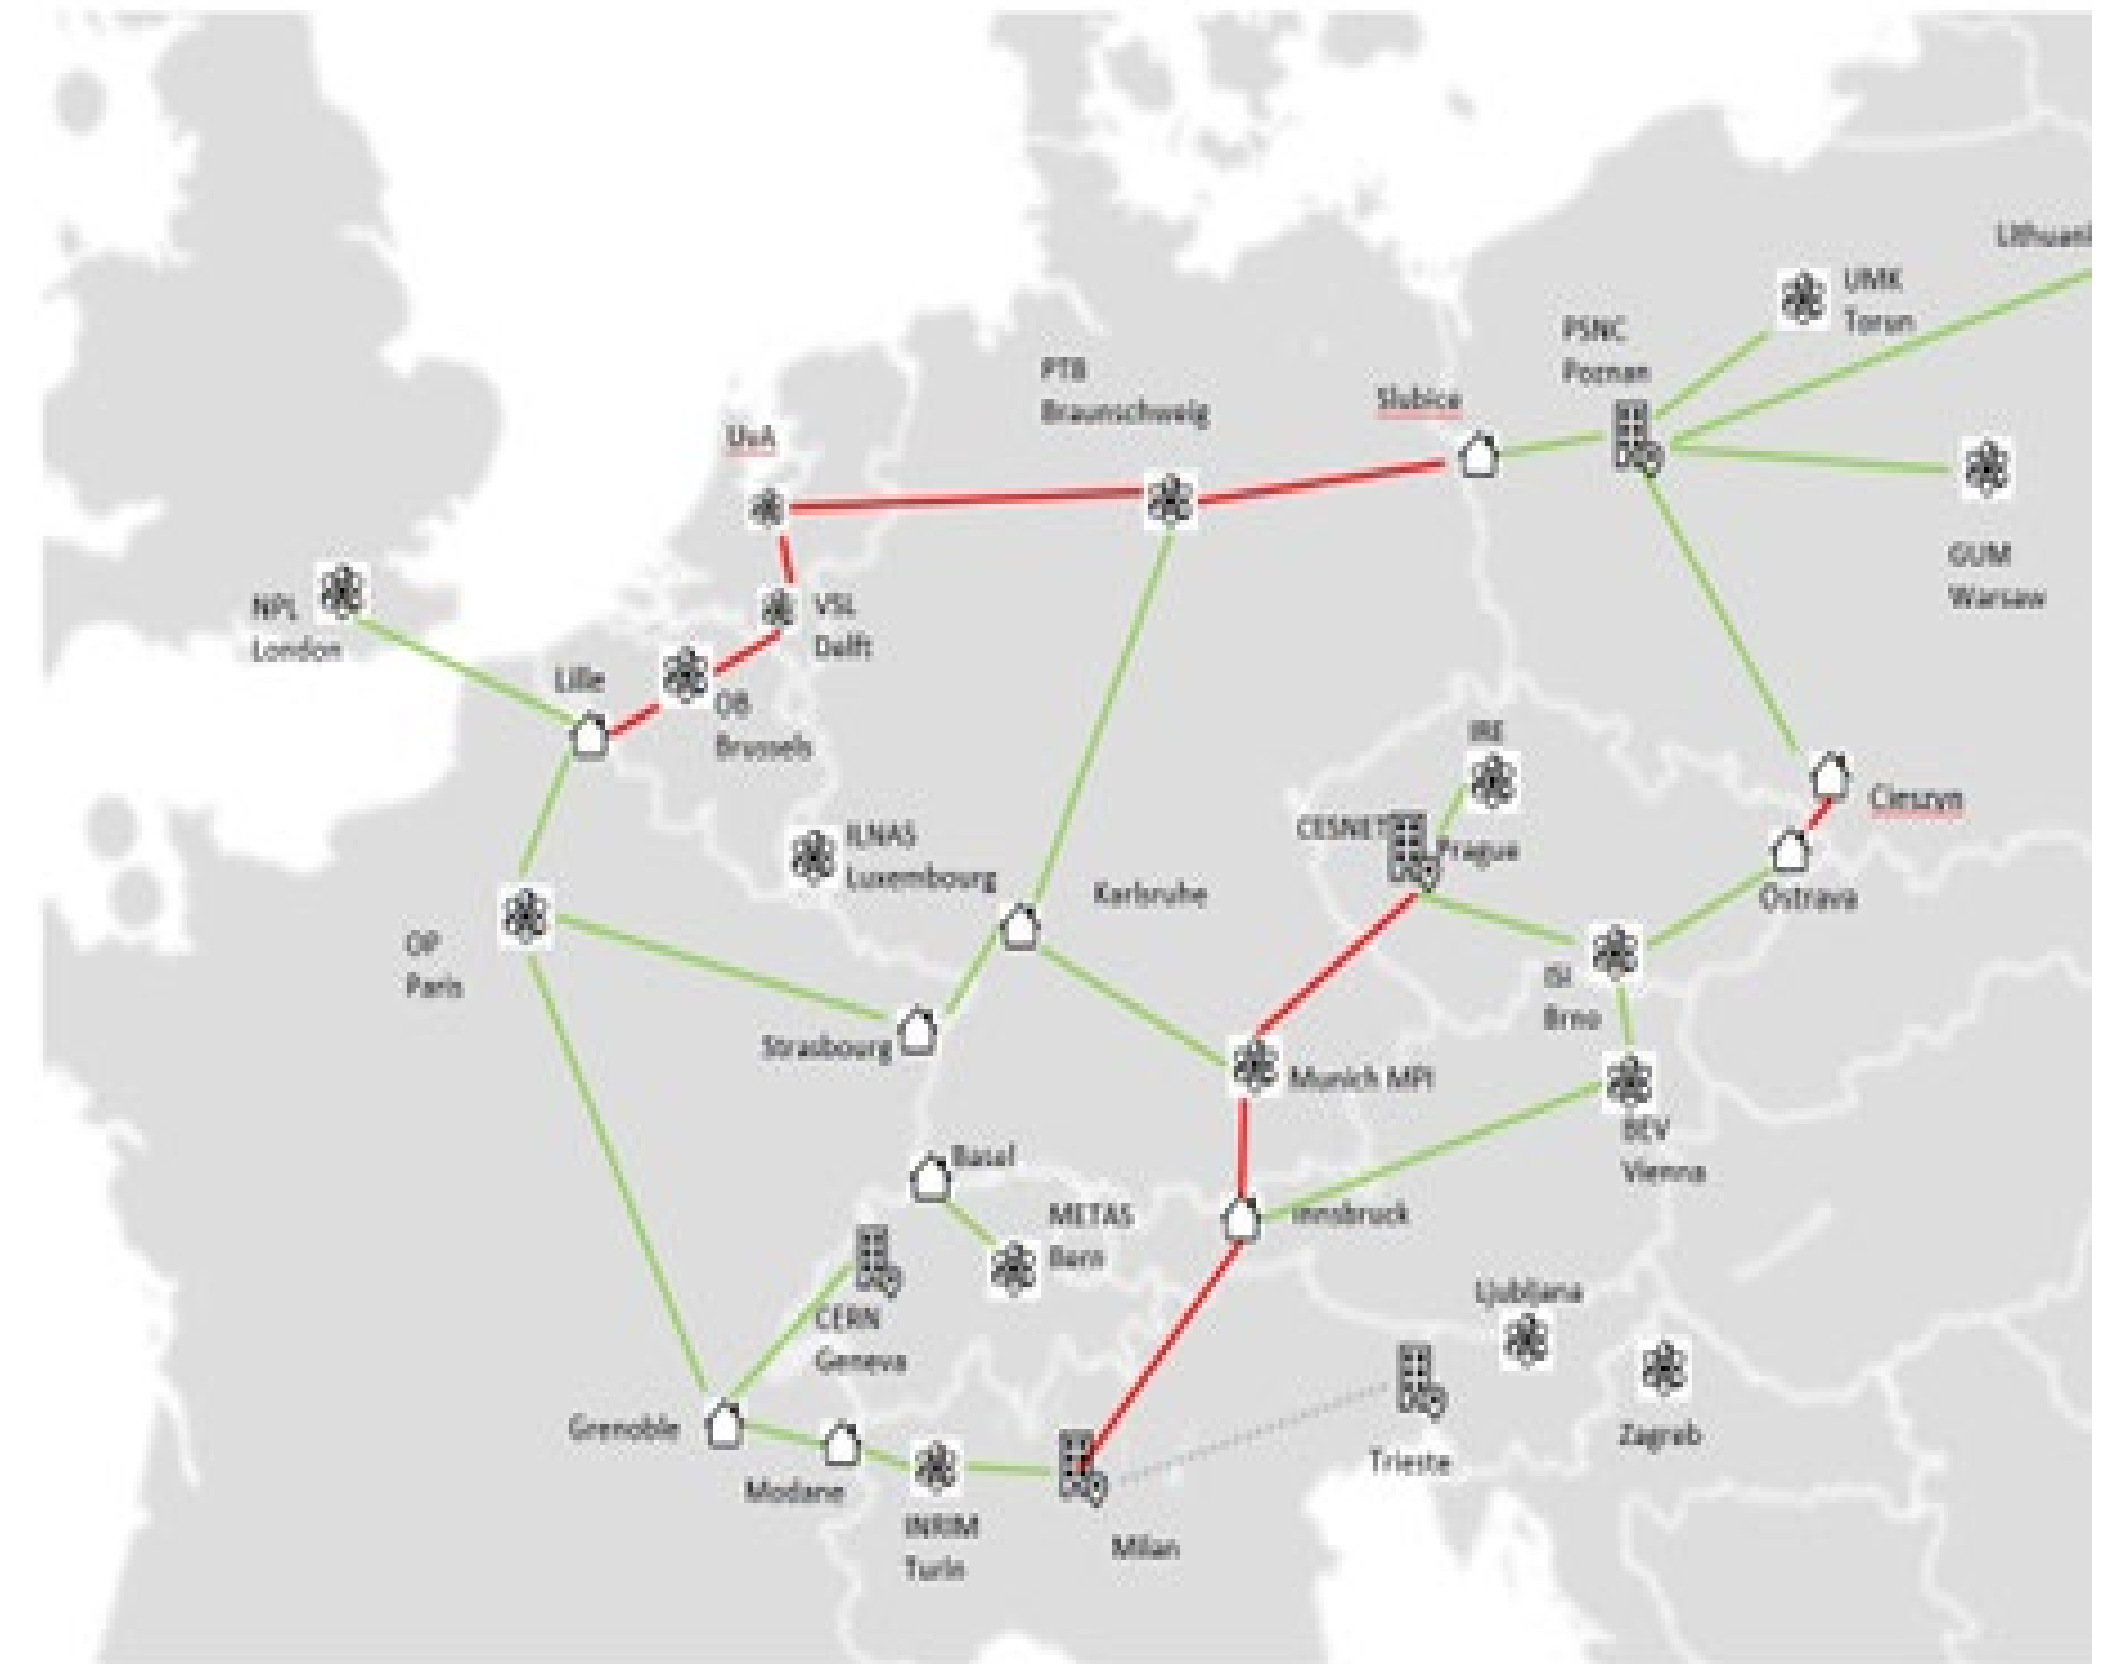 Lithuani
UMK
Torun
PSNC
Poznan
PTB
Braunschweig
Slubice
UvA
GUM
Warsaw
NPL
London
VSL
Delft
Lille
OB
Brussels
IRE
Cieszyn
CESNET
Prague
ILNAS
Luxembourg
Karlsruhe
Ostrava
OP
Paris
ISI
Brno
Strasbourg
Munich MPI
BEV
Vienna
Basel
METAS
Bern
Innsbruck
CERN
Geneva
Ljubljana
Grenoble
Zagreb
Trieste
Modane
INRIM
Turin
Milan